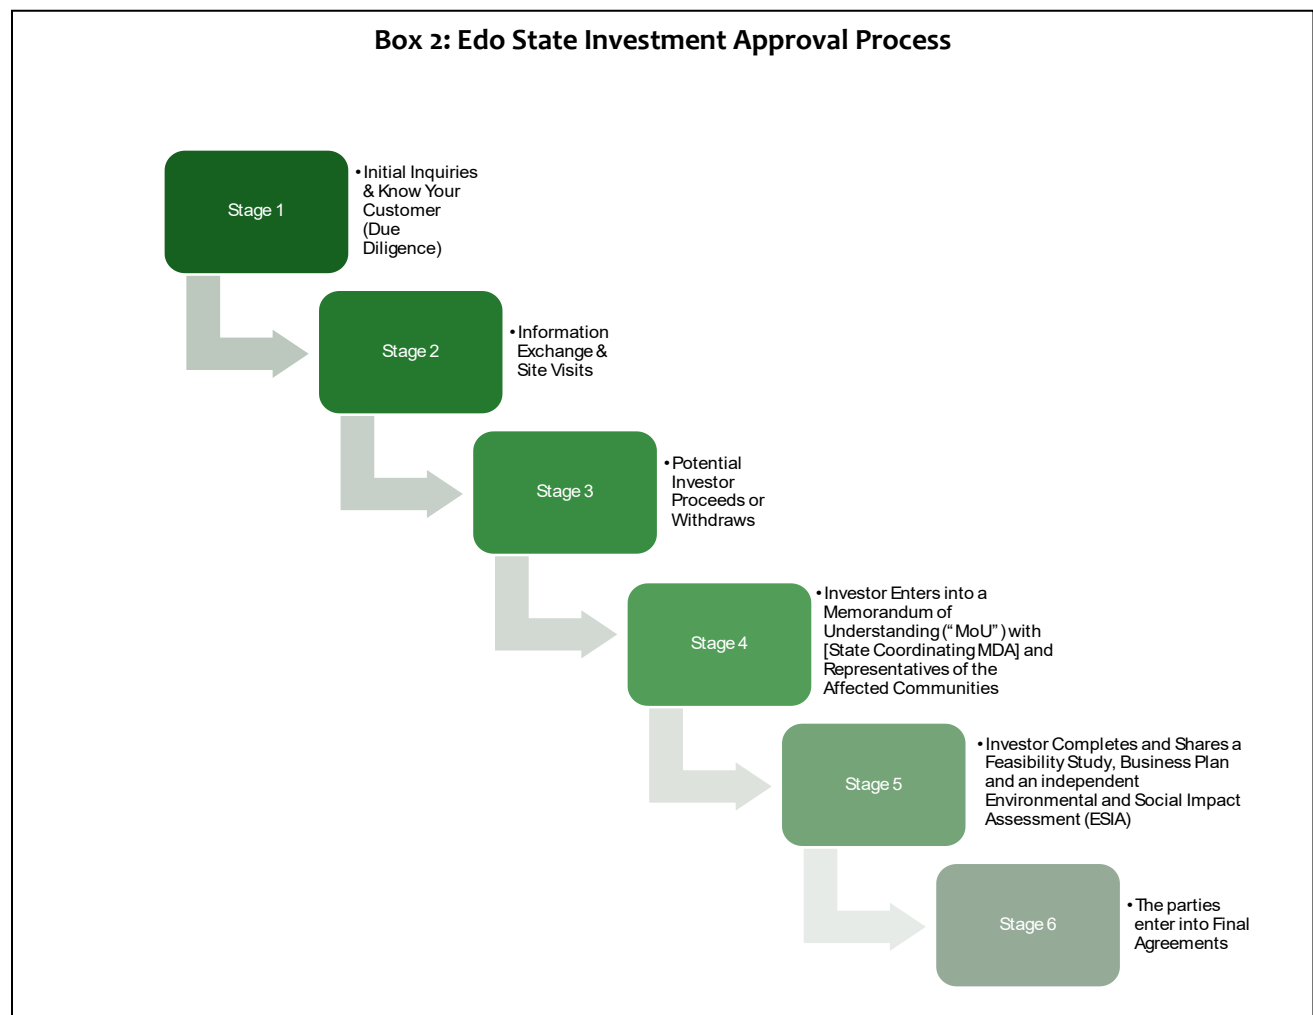 Box 2: Edo State Investment Approval Process
Stage 1
• Initial Inquiries
& Know Your
Customer
(Due
Diligence)
Stage 2
• Information
Exchange &
Site Visits
Stage 3
• Potential
Investor
Proceeds or
Withdraws
Stage 4
• Investor Enters into a
Memorandum of
Understanding (“MoU”) with
[State Coordinating MDA] and
Representatives of the
Affected Communities
Stage 5
• Investor Completes and Shares a
Feasibility Study, Business Plan
and an independent
Environmental and Social Impact
Assessment (ESIA)
Stage 6
• The parties
enter into Final
Agreements